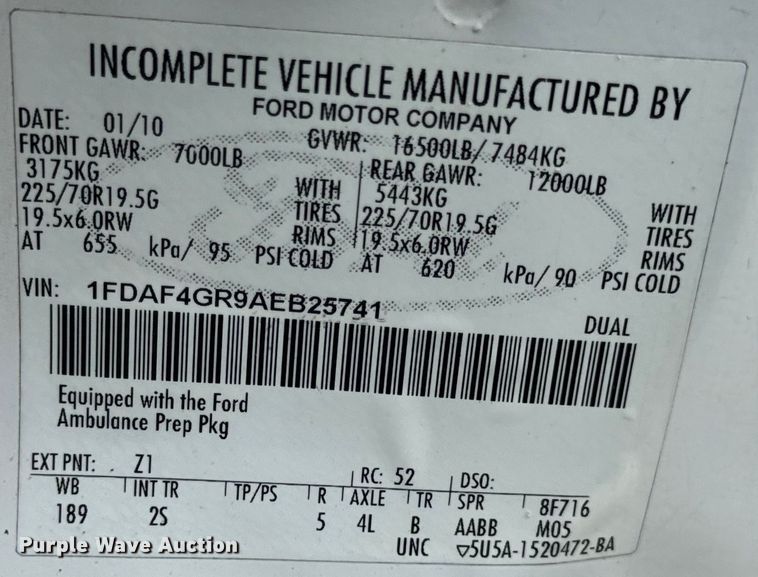 INCOMPLETE VEHICLE MANUFACTURED BY
FORD MOTOR COMPANY
DATE: 01/10 GVWR: 16500LB/ 7484KG
FRONT GAWR: 7000LB REAR GAWR: 12000LB
3175KG WITH 5443KG WITH
225/70R19.5G TIRES 225/70R19.5G TIRES
19.5x6.0RW RIMS 19.5x6.0RW RIMS
AT 655 kPa/ 95 PSI COLD AT 620 kPa/ 90 PSI COLD
VIN: 1FDAF4GR9AEB25741 DUAL
Equipped with the Ford
Ambulance Prep Pkg
EXT PNT: Z1 RC: 52 DSO:
WB INT TR TP/PS R AXLE TR SPR 8F716
189 2S 5 4L B AABB M05
UNC ▽5U5A-1520472-BA
Purple Wave Auction